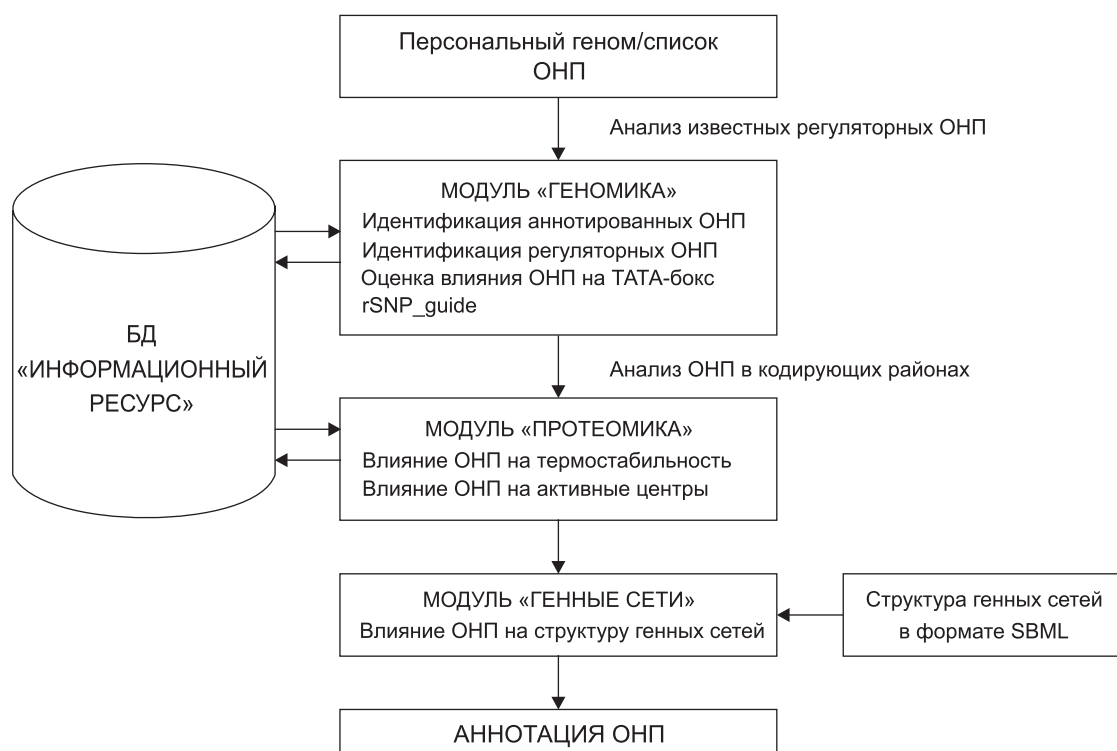 Персональный геном/список
ОНП
Анализ известных регуляторных ОНП
МОДУЛЬ «ГЕНОМИКА»
Идентификация аннотированных ОНП
Идентификация регуляторных ОНП
Оценка влияния ОНП на ТАТА-бокс
rSNP_guide
БД
«ИНФОРМАЦИОННЫЙ
РЕСУРС»
Анализ ОНП в кодирующих районах
МОДУЛЬ «ПРОТЕОМИКА»
Влияние ОНП на термостабильность
Влияние ОНП на активные центры
МОДУЛЬ «ГЕННЫЕ СЕТИ»
Влияние ОНП на структуру генных сетей
Структура генных сетей
в формате SBML
АННОТАЦИЯ ОНП